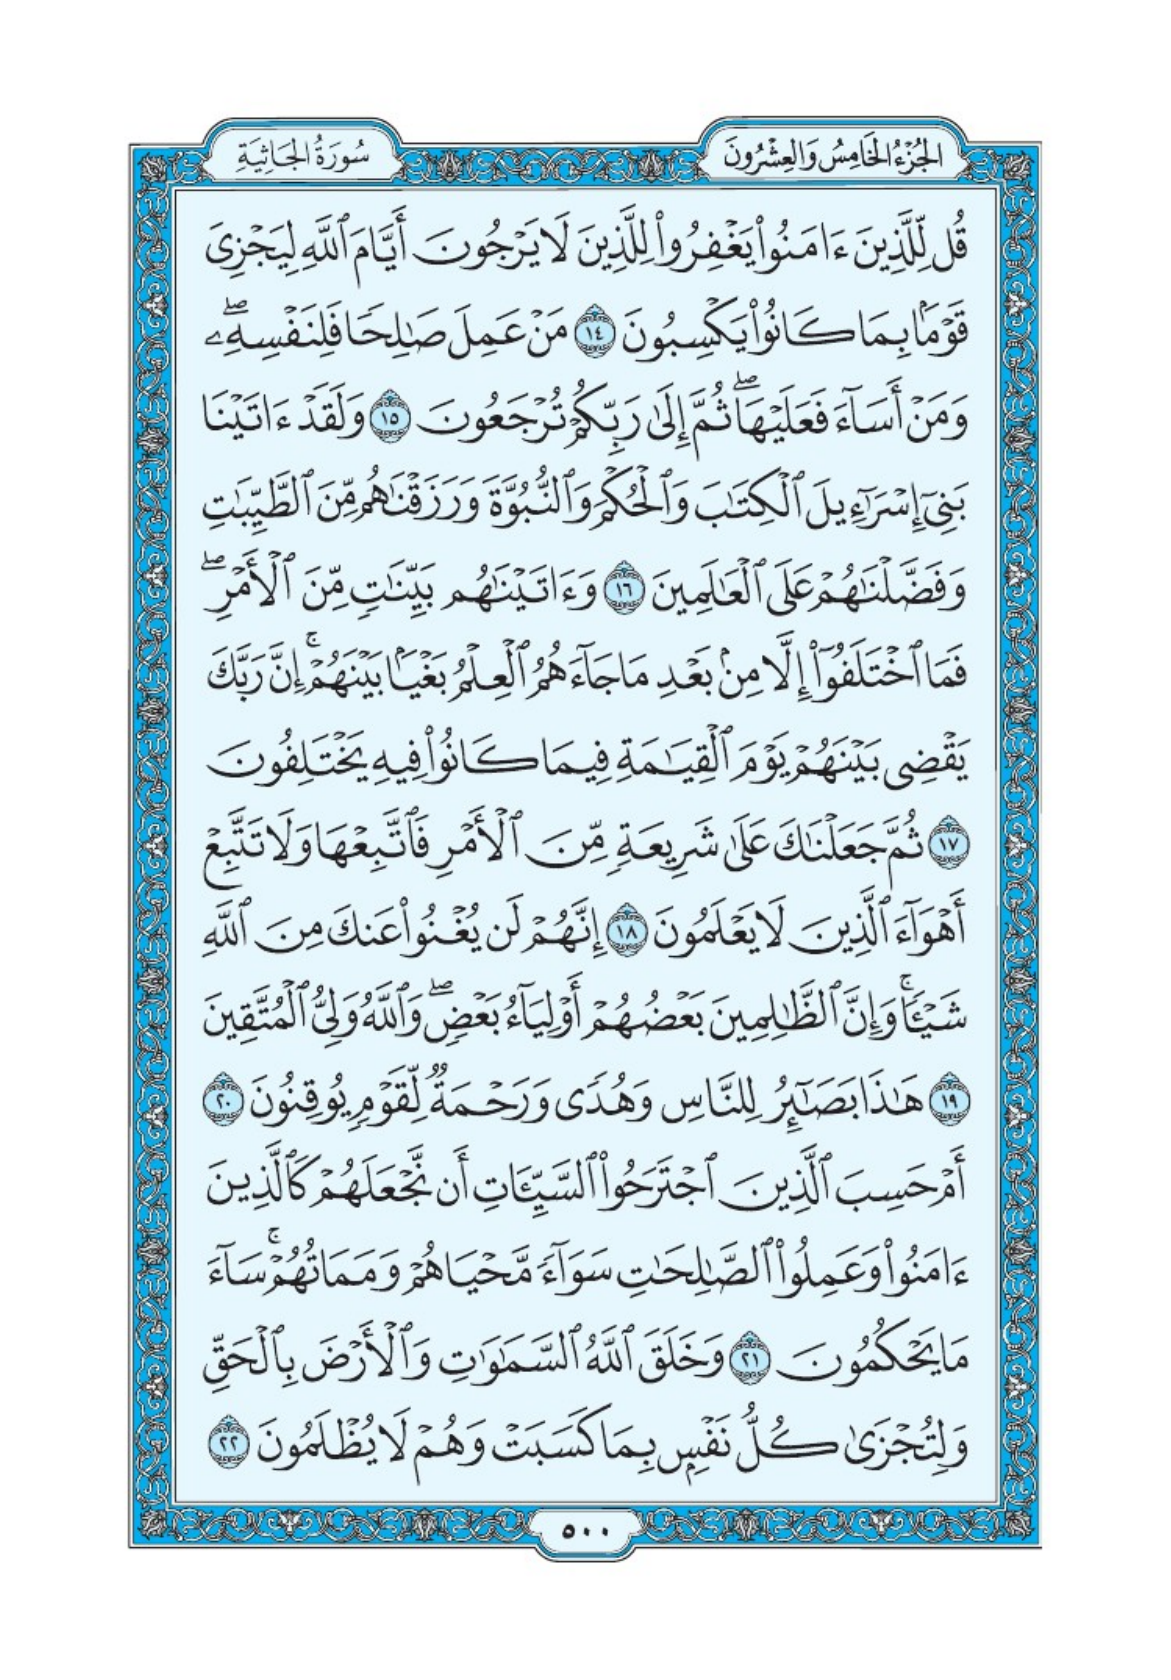 الجُزْءُ الخَامِسُ وَالعِشْرُونَ
سُورَةُ الجَاثِيَةِ
قُل لِّلَّذِينَ ءَامَنُوا۟ يَغْفِرُوا۟ لِلَّذِينَ لَا يَرْجُونَ أَيَّامَ ٱللَّهِ لِيَجْزِىَ
قَوْمًۢا بِمَا كَانُوا۟ يَكْسِبُونَ ١٤ مَنْ عَمِلَ صَٰلِحًا فَلِنَفْسِهِۦۖ
وَمَنْ أَسَآءَ فَعَلَيْهَاۖ ثُمَّ إِلَىٰ رَبِّكُمْ تُرْجَعُونَ ١٥ وَلَقَدْ ءَاتَيْنَا
بَنِىٓ إِسْرَٰٓءِيلَ ٱلْكِتَٰبَ وَٱلْحُكْمَ وَٱلنُّبُوَّةَ وَرَزَقْنَٰهُم مِّنَ ٱلطَّيِّبَٰتِ
وَفَضَّلْنَٰهُمْ عَلَى ٱلْعَٰلَمِينَ ١٦ وَءَاتَيْنَٰهُم بَيِّنَٰتٍ مِّنَ ٱلْأَمْرِۖ
فَمَا ٱخْتَلَفُوٓا۟ إِلَّا مِنۢ بَعْدِ مَا جَآءَهُمُ ٱلْعِلْمُ بَغْيًۢا بَيْنَهُمْۚ إِنَّ رَبَّكَ
يَقْضِى بَيْنَهُمْ يَوْمَ ٱلْقِيَٰمَةِ فِيمَا كَانُوا۟ فِيهِ يَخْتَلِفُونَ
١٧ ثُمَّ جَعَلْنَٰكَ عَلَىٰ شَرِيعَةٍ مِّنَ ٱلْأَمْرِ فَٱتَّبِعْهَا وَلَا تَتَّبِعْ
أَهْوَآءَ ٱلَّذِينَ لَا يَعْلَمُونَ ١٨ إِنَّهُمْ لَن يُغْنُوا۟ عَنكَ مِنَ ٱللَّهِ
شَيْـًٔاۚ وَإِنَّ ٱلظَّٰلِمِينَ بَعْضُهُمْ أَوْلِيَآءُ بَعْضٍۖ وَٱللَّهُ وَلِىُّ ٱلْمُتَّقِينَ
١٩ هَٰذَا بَصَٰٓئِرُ لِلنَّاسِ وَهُدًى وَرَحْمَةٌ لِّقَوْمٍ يُوقِنُونَ ٢٠
أَمْ حَسِبَ ٱلَّذِينَ ٱجْتَرَحُوا۟ ٱلسَّيِّـَٔاتِ أَن نَّجْعَلَهُمْ كَٱلَّذِينَ
ءَامَنُوا۟ وَعَمِلُوا۟ ٱلصَّٰلِحَٰتِ سَوَآءً مَّحْيَاهُمْ وَمَمَاتُهُمْۚ سَآءَ
مَا يَحْكُمُونَ ٢١ وَخَلَقَ ٱللَّهُ ٱلسَّمَٰوَٰتِ وَٱلْأَرْضَ بِٱلْحَقِّ
وَلِتُجْزَىٰ كُلُّ نَفْسٍۭ بِمَا كَسَبَتْ وَهُمْ لَا يُظْلَمُونَ ٢٢
٥٠٠